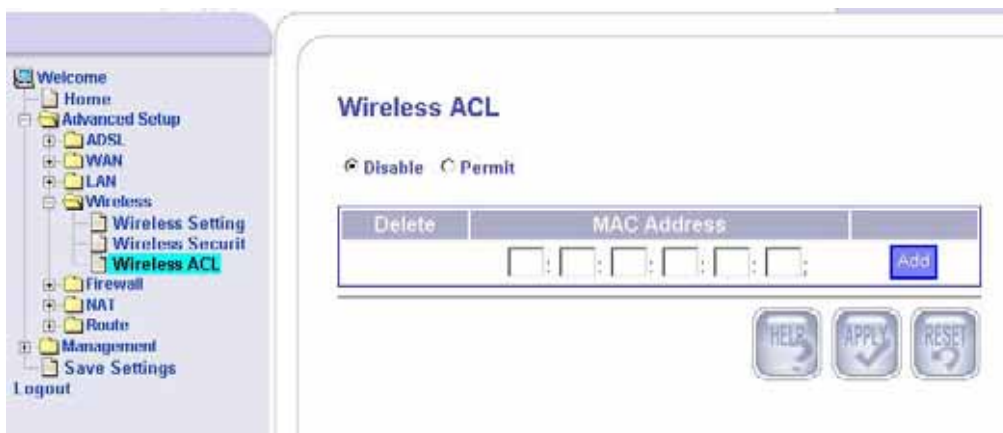 Welcome
Home
Advanced Setup
ADSL
WAN
LAN
Wireless
Wireless Setting
Wireless Securit
Wireless ACL
Firewall
NAT
Route
Management
Save Settings
Logout
Wireless ACL
Disable Permit
Delete MAC Address
: : : : : : Add
HELP APPLY RESET